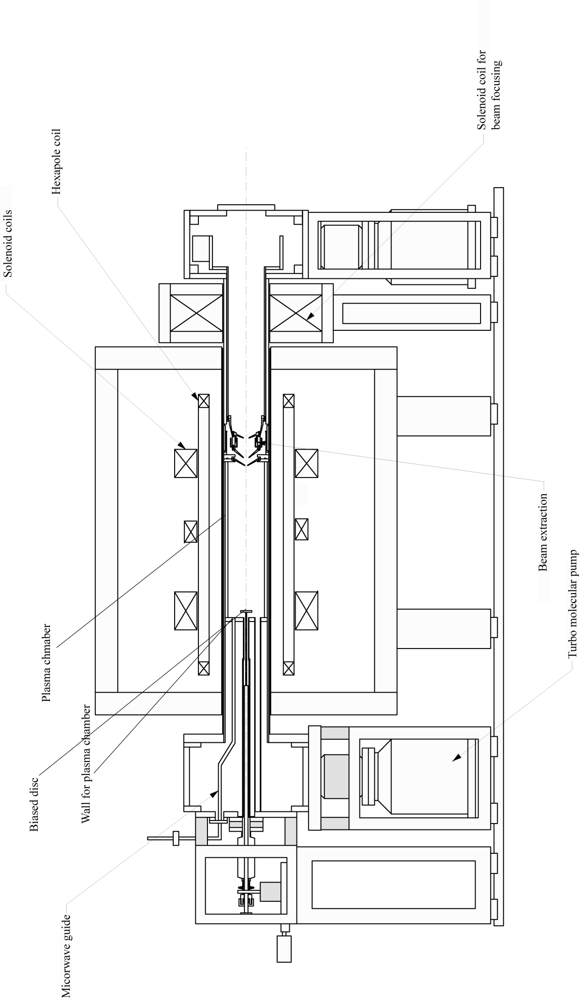 Solenoid coils
Hexapole coil
Solenoid coil for
beam focusing
Plasma chmaber
Biased disc
Wall for plasma chamber
Micorwave guide
Beam extraction
Turbo molecular pump